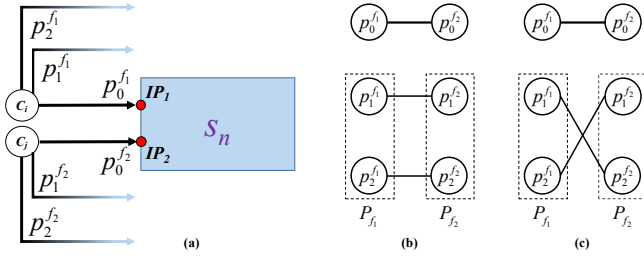 p_2^{f_1}
p_1^{f_1}
p_0^{f_1}
C_i
IP_1
S_n
C_j
IP_2
p_0^{f_2}
p_1^{f_2}
p_2^{f_2}
(a)
p_0^{f_1} p_0^{f_2}
p_1^{f_1} p_1^{f_2}
p_2^{f_1} p_2^{f_2}
P_{f_1} P_{f_2}
(b)
p_0^{f_1} p_0^{f_2}
p_1^{f_1} p_1^{f_2}
p_2^{f_1} p_2^{f_2}
P_{f_1} P_{f_2}
(c)